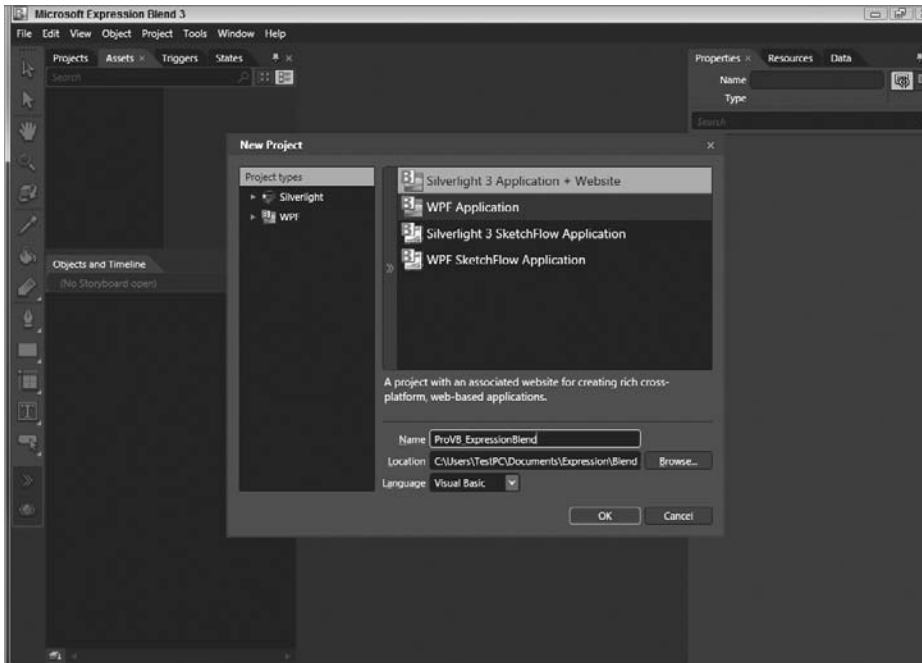 Microsoft Expression Blend 3
File Edit View Object Project Tools Window Help
Projects Assets × Triggers States
Search
Properties × Resources Data
Name
Type
Search
New Project
Project types
Silverlight
WPF
Silverlight 3 Application + Website
WPF Application
Silverlight 3 SketchFlow Application
WPF SketchFlow Application
A project with an associated website for creating rich cross-
platform, web-based applications.
Name ProVB_ExpressionBlend
Location C:\Users\TestPC\Documents\Expression\Blend Browse...
Language Visual Basic
OK Cancel
Objects and Timeline
(No Storyboard open)